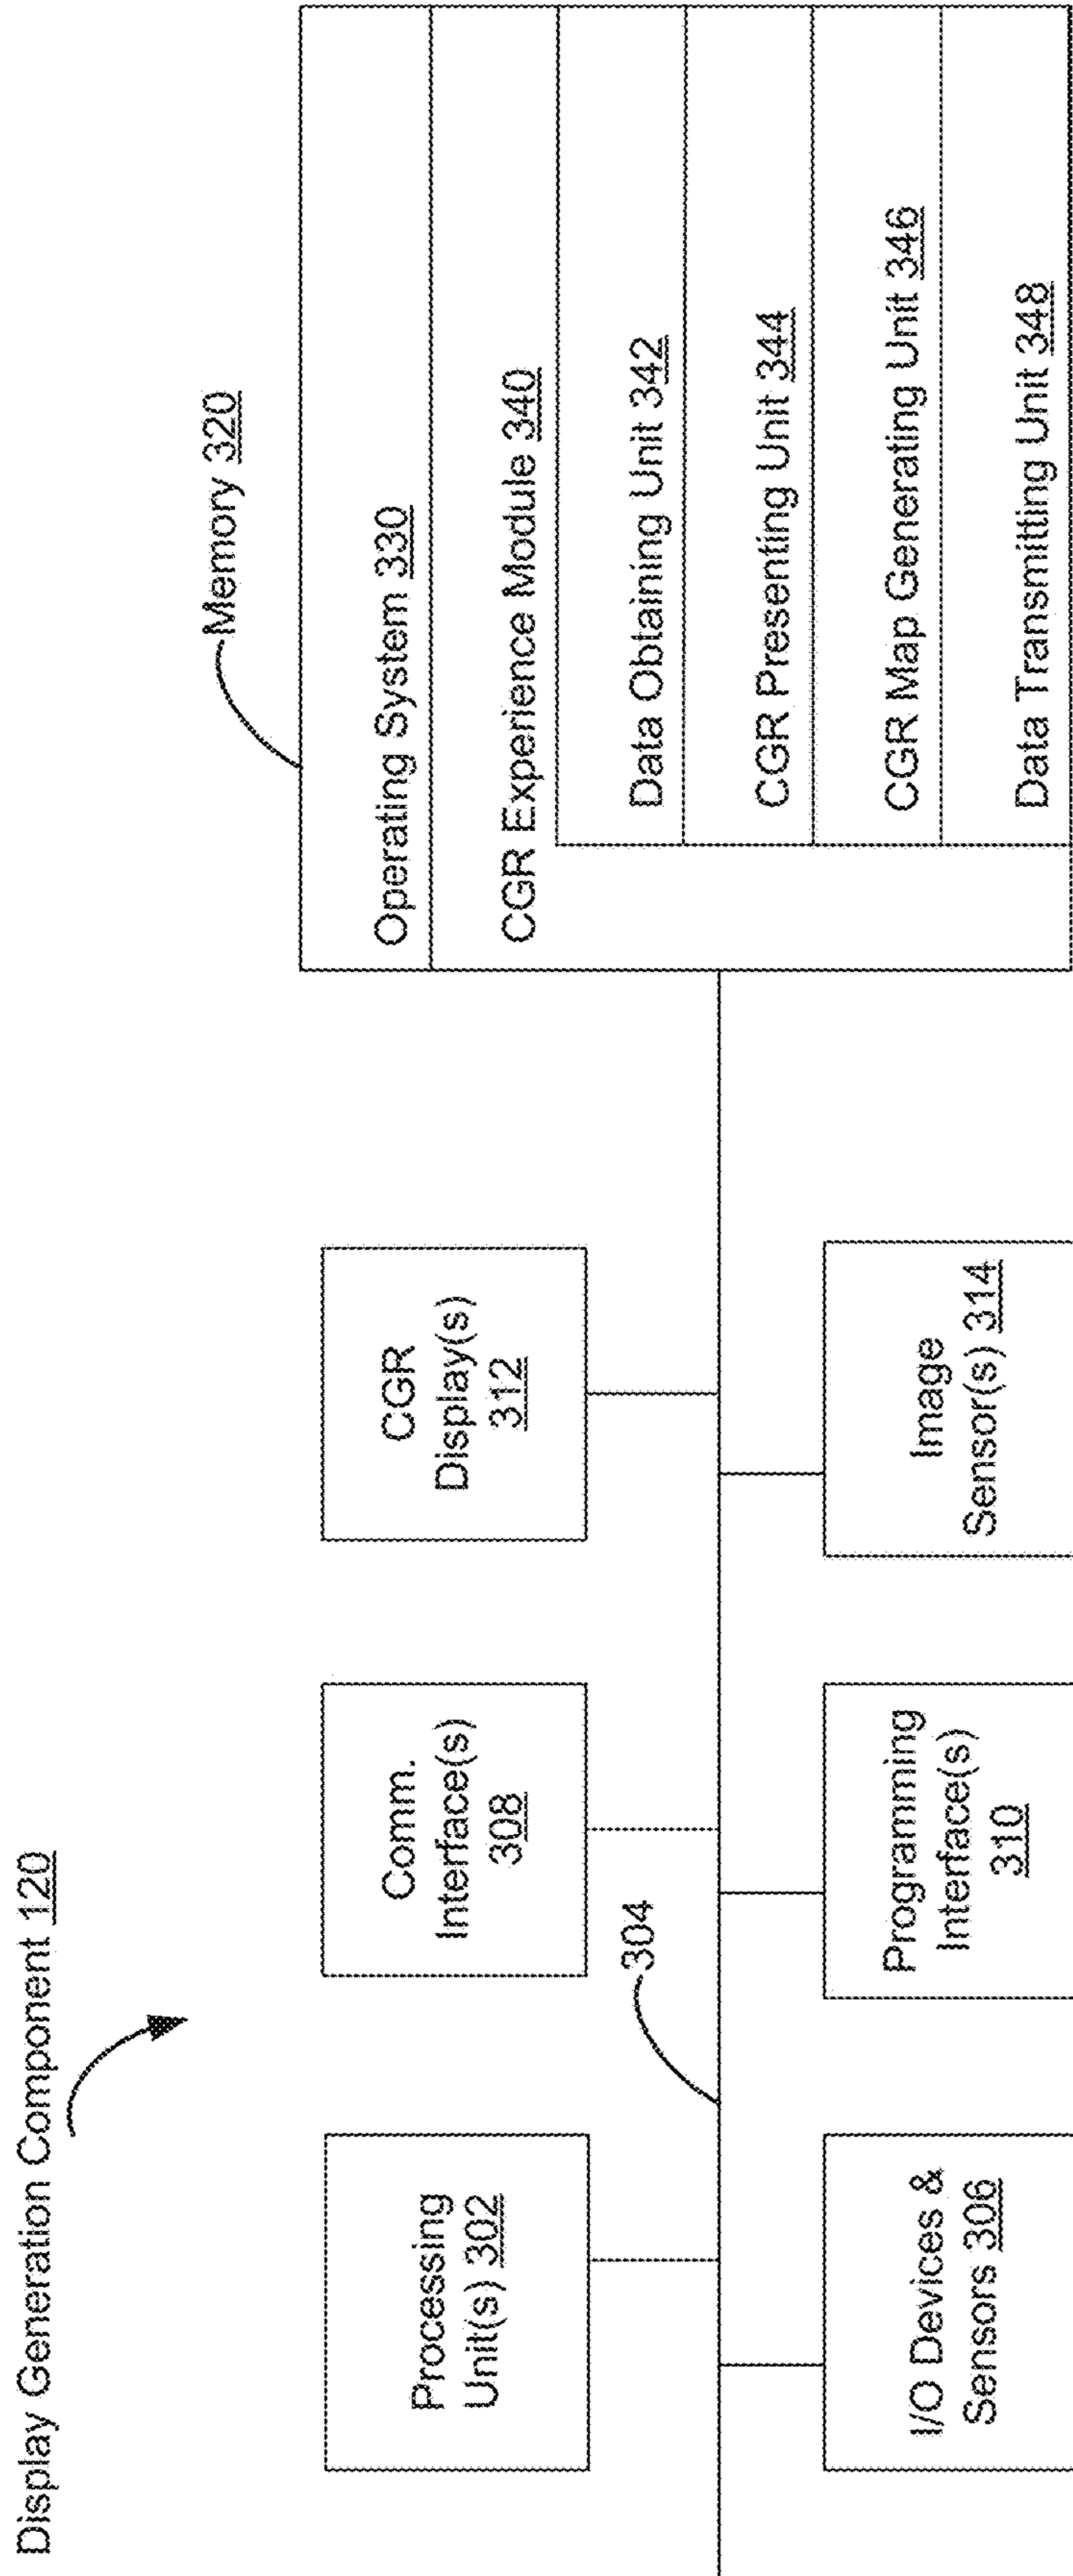 Display Generation Component 120
Memory 320
Processing
Unit(s) 302
Comm.
Interface(s)
308
CGR
Display(s)
312
Operating System 330
CGR Experience Module 340
Data Obtaining Unit 342
CGR Presenting Unit 344
CGR Map Generating Unit 346
Data Transmitting Unit 348
304
I/O Devices &
Sensors 306
Programming
Interface(s)
310
Image
Sensor(s) 314